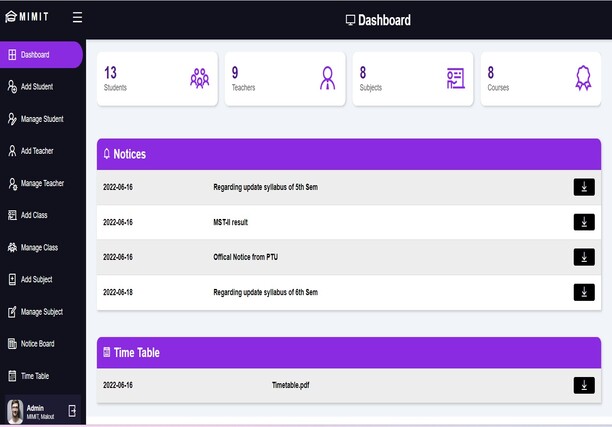 MIMIT
Dashboard
Dashboard
Add Student
Manage Student
Add Teacher
Manage Teacher
Add Class
Manage Class
Add Subject
Manage Subject
Notice Board
Time Table
Admin
MIMIT, Malout
13
Students
9
Teachers
8
Subjects
8
Courses
Notices
2022-06-16 Regarding update syllabus of 5th Sem
2022-06-16 MST-II result
2022-06-16 Offical Notice from PTU
2022-06-18 Regarding update syllabus of 6th Sem
Time Table
2022-06-16 Timetable.pdf